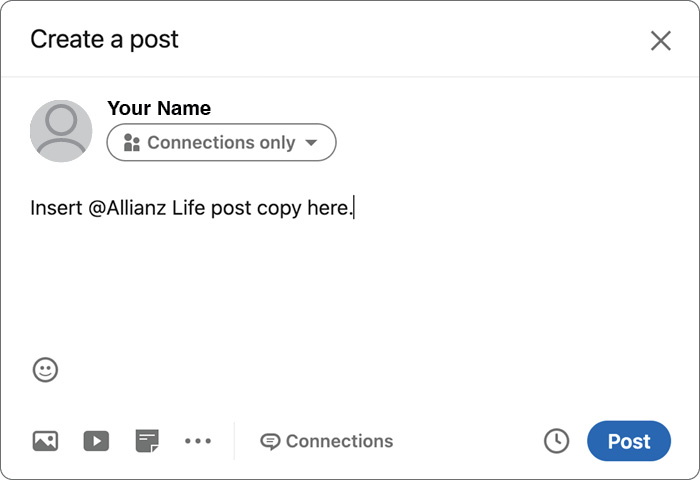 Create a post
Your Name
Connections only
Insert @Allianz Life post copy here.
Connections
Post